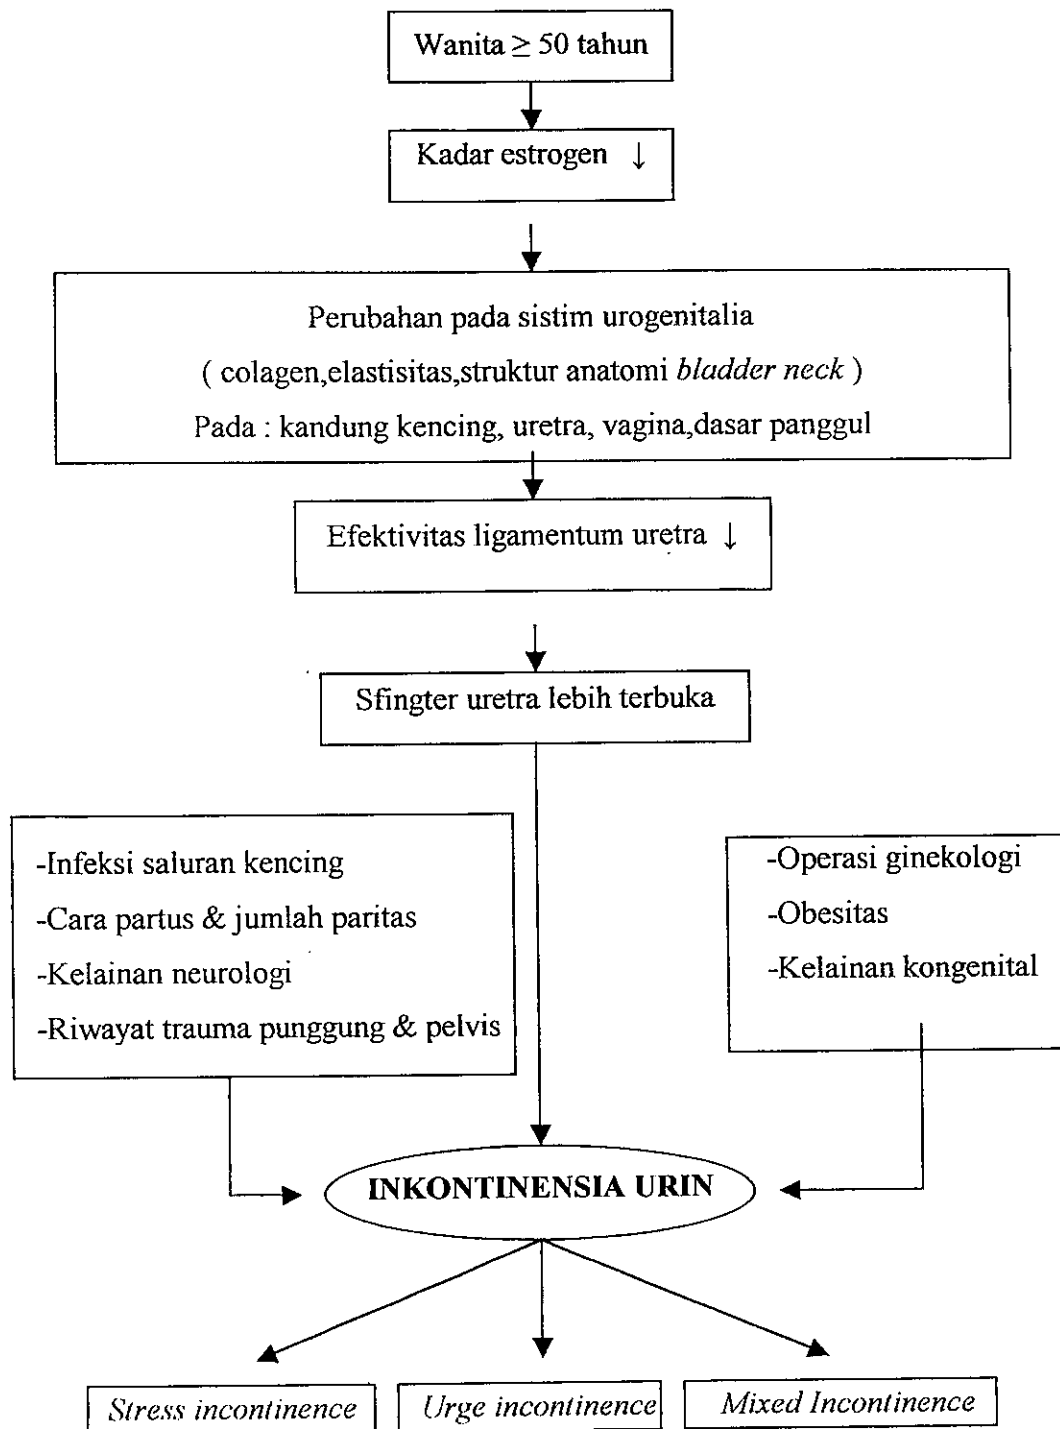 Wanita ≥ 50 tahun
Kadar estrogen ↓
Perubahan pada sistim urogenitalia
( colagen,elastisitas,struktur anatomi bladder neck )
Pada : kandung kencing, uretra, vagina,dasar panggul
Efektivitas ligamentum uretra ↓
Sfingter uretra lebih terbuka
-Infeksi saluran kencing
-Cara partus & jumlah paritas
-Kelainan neurologi
-Riwayat trauma punggung & pelvis
-Operasi ginekologi
-Obesitas
-Kelainan kongenital
INKONTINENSIA URIN
Stress incontinence
Urge incontinence
Mixed Incontinence